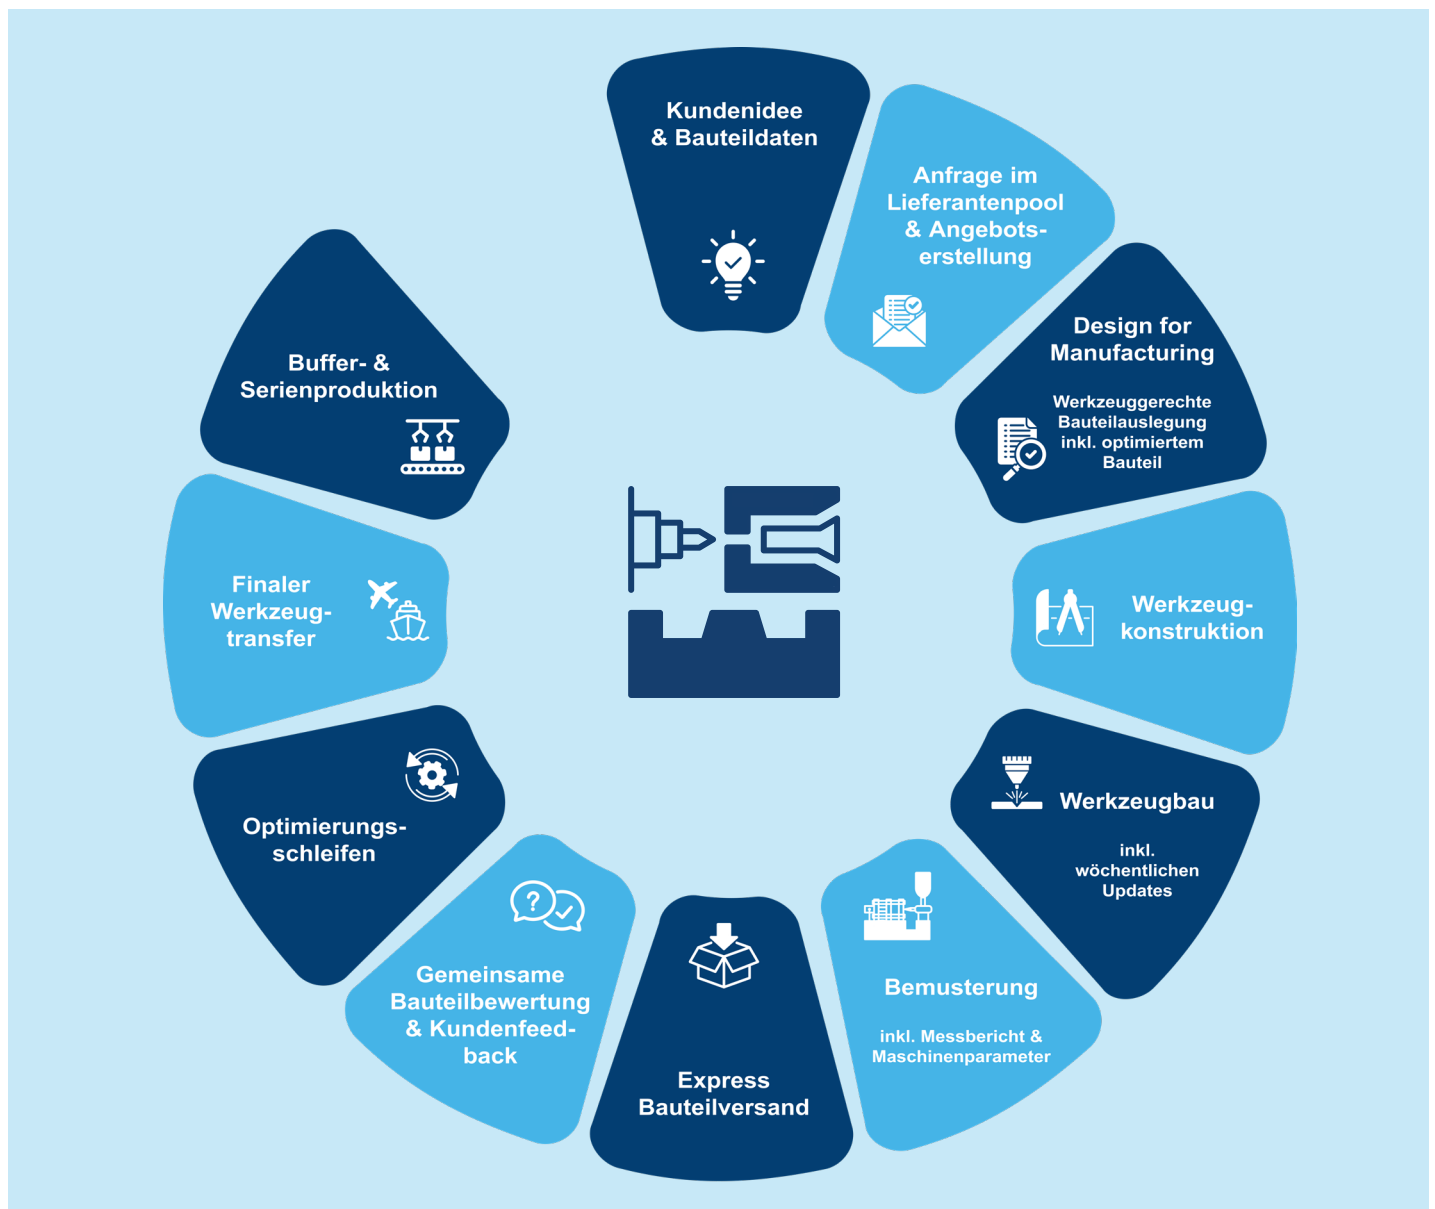 Kundenidee
& Bauteildaten
Anfrage im
Lieferantenpool
& Angebots-
erstellung
Design for
Manufacturing
Werkzeuggerechte
Bauteilauslegung
inkl. optimiertem
Bauteil
Werkzeug-
konstruktion
Werkzeugbau
inkl.
wöchentlichen
Updates
Bemusterung
inkl. Messbericht &
Maschinenparameter
Express
Bauteilversand
Gemeinsame
Bauteilbewertung
& Kundenfeed-
back
Optimierungs-
schleifen
Finaler
Werkzeug-
transfer
Buffer- &
Serienproduktion